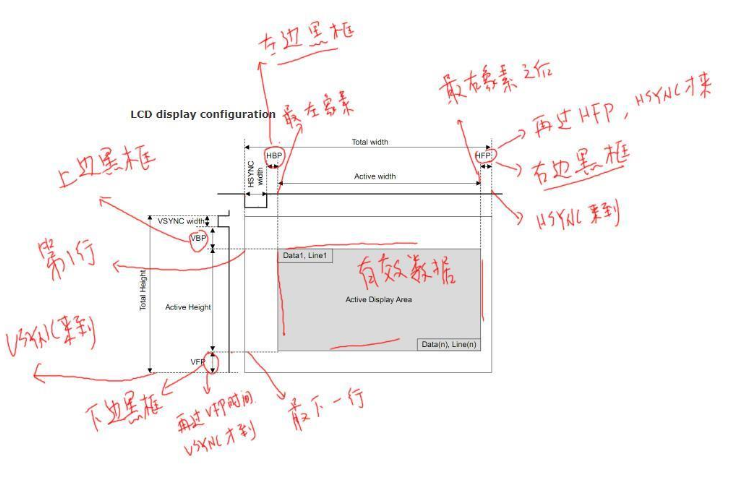 左边黑框
最右象素之后
LCD display configuration
最左象素
再过HFP，HSYNC才来
Total width
HBP
HFP
右边黑框
上边黑框
HSYNC width
Active width
HSYNC来到
VSYNC width
VBP
第1行
Data1, Line1
有效数据
Total Height
Active Height
Active Display Area
VSYNC来到
Data(n), Line(n)
VFP
下边黑框
再过VFP时间
VSYNC才到
最下一行